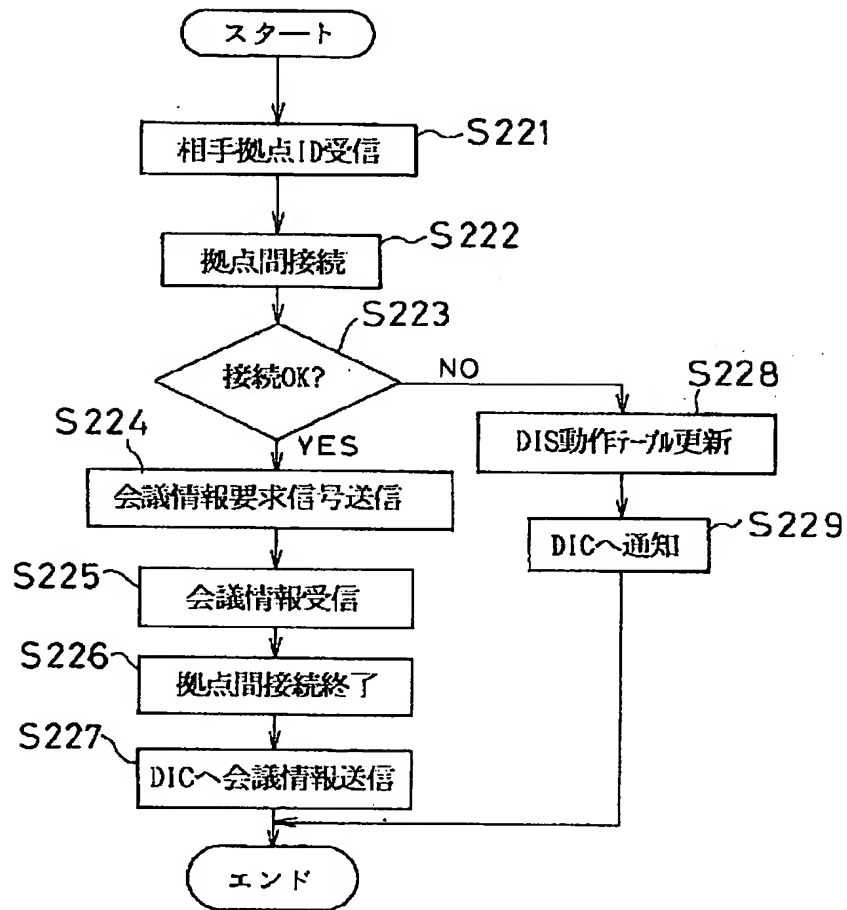 スタート
相手拠点ID受信
S221
拠点間接続
S222
接続OK?
S223
NO
YES
S224
会議情報要求信号送信
S228
DIS動作テーブル更新
S229
DICへ通知
S225
会議情報受信
S226
拠点間接続終了
S227
DICへ会議情報送信
エンド